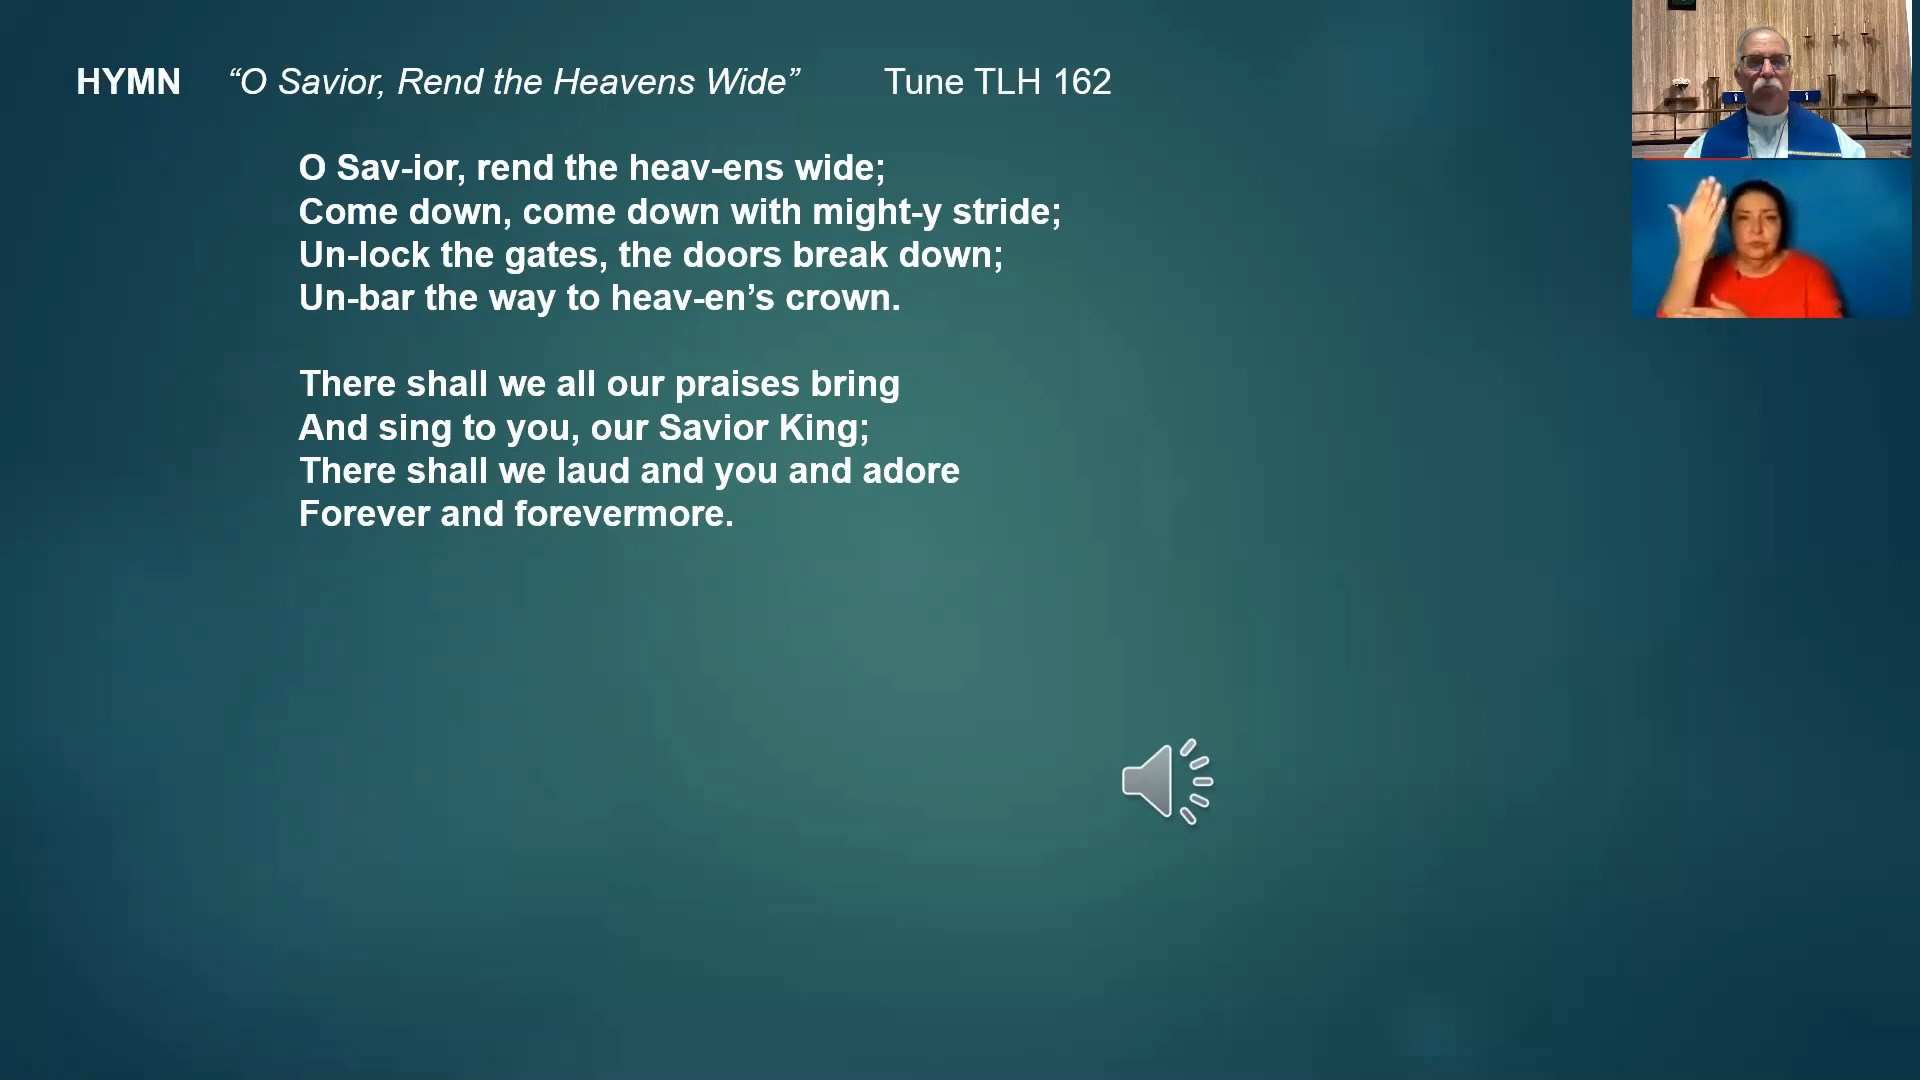 HYMN “O Savior, Rend the Heavens Wide” Tune TLH 162
O Sav-ior, rend the heav-ens wide;
Come down, come down with might-y stride;
Un-lock the gates, the doors break down;
Un-bar the way to heav-en’s crown.
There shall we all our praises bring
And sing to you, our Savior King;
There shall we laud and you and adore
Forever and forevermore.